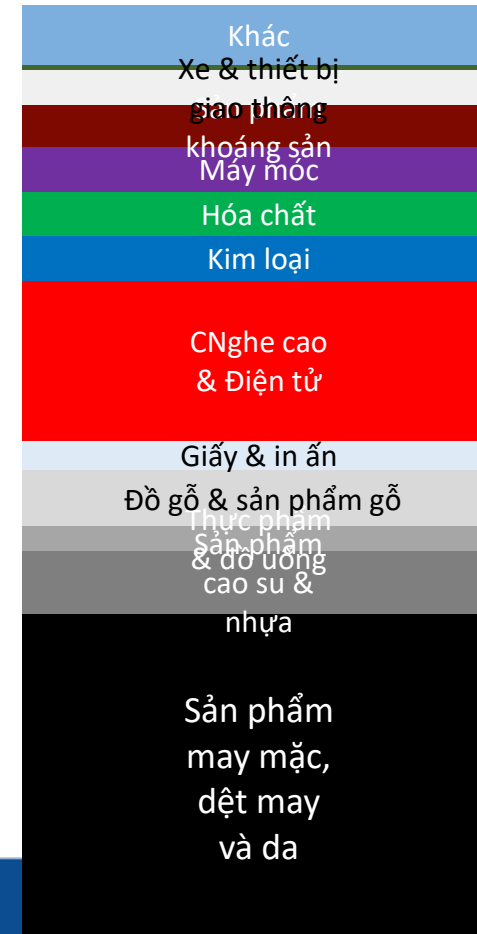 Khác
Xe & thiết bị
giao thông
Sản phẩm
khoáng sản
Máy móc
Hóa chất
Kim loại
CNghe cao
& Điện tử
Giấy & in ấn
Đồ gỗ & sản phẩm gỗ
Thực phẩm
& đồ uống
Sản phẩm
cao su &
nhựa
Sản phẩm
may mặc,
dệt may
và da